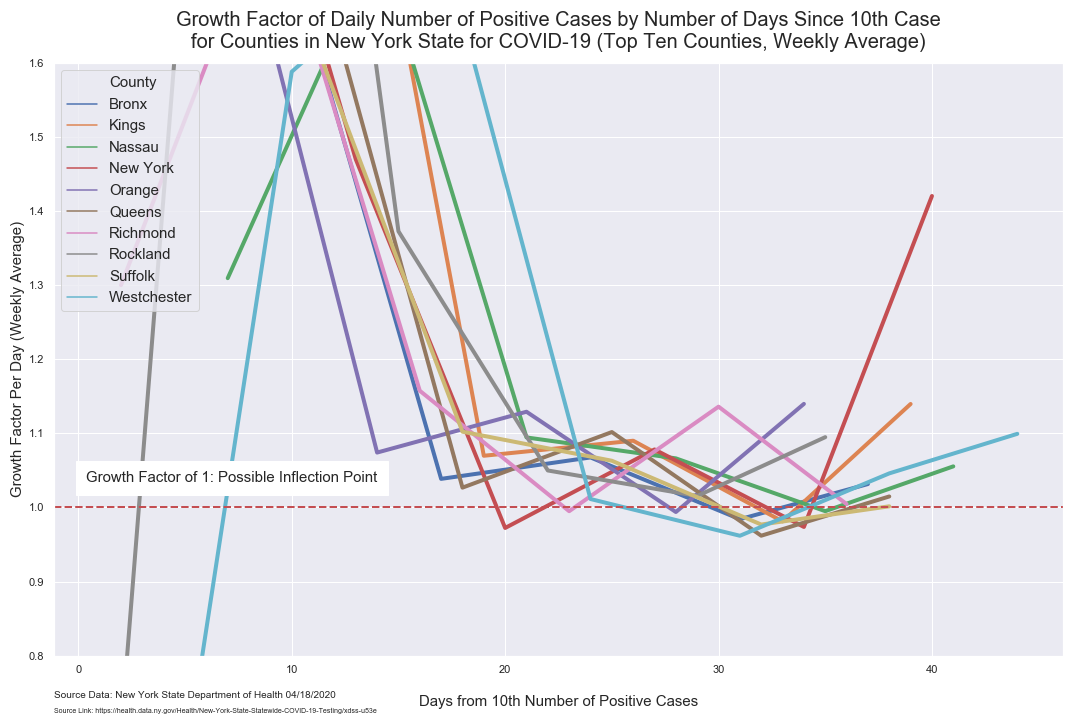 Growth Factor of Daily Number of Positive Cases by Number of Days Since 10th Case
for Counties in New York State for COVID-19 (Top Ten Counties, Weekly Average)
Growth Factor Per Day (Weekly Average)
1.6
1.5
1.4
1.3
1.2
1.1
1.0
0.9
0.8
County
Bronx
Kings
Nassau
New York
Orange
Queens
Richmond
Rockland
Suffolk
Westchester
Growth Factor of 1: Possible Inflection Point
0
10
20
30
40
Days from 10th Number of Positive Cases
Source Data: New York State Department of Health 04/18/2020
Source Link: https://health.data.ny.gov/Health/New-York-State-Statewide-COVID-19-Testing/xdss-u53e